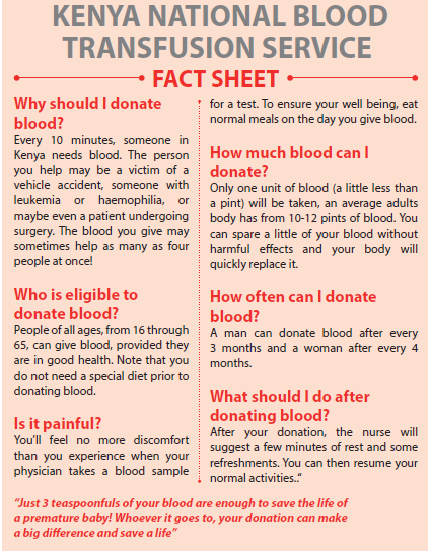 KENYA NATIONAL BLOOD
TRANSFUSION SERVICE
FACT SHEET
Why should I donate
blood?
Every 10 minutes, someone in
Kenya needs blood. The person
you help may be a victim of a
vehicle accident, someone with
leukemia or haemophilia, or
maybe even a patient undergoing
surgery. The blood you give may
sometimes help as many as four
people at once!
Who is eligible to
donate blood?
People of all ages, from 16 through
65, can give blood, provided they
are in good health. Note that you
do not need a special diet prior to
donating blood.
Is it painful?
You'll feel no more discomfort
than you experience when your
physician takes a blood sample
for a test. To ensure your well being, eat
normal meals on the day you give blood.
How much blood can I
donate?
Only one unit of blood (a little less than
a pint) will be taken, an average adults
body has from 10-12 pints of blood. You
can spare a little of your blood without
harmful effects and your body will
quickly replace it.
How often can I donate
blood?
A man can donate blood after every
3 months and a woman after every 4
months.
What should I do after
donating blood?
After your donation, the nurse will
suggest a few minutes of rest and some
refreshments. You can then resume your
normal activities.."
"Just 3 teaspoonfuls of your blood are enough to save the life of
a premature baby! Whoever it goes to, your donation can make
a big difference and save a life"